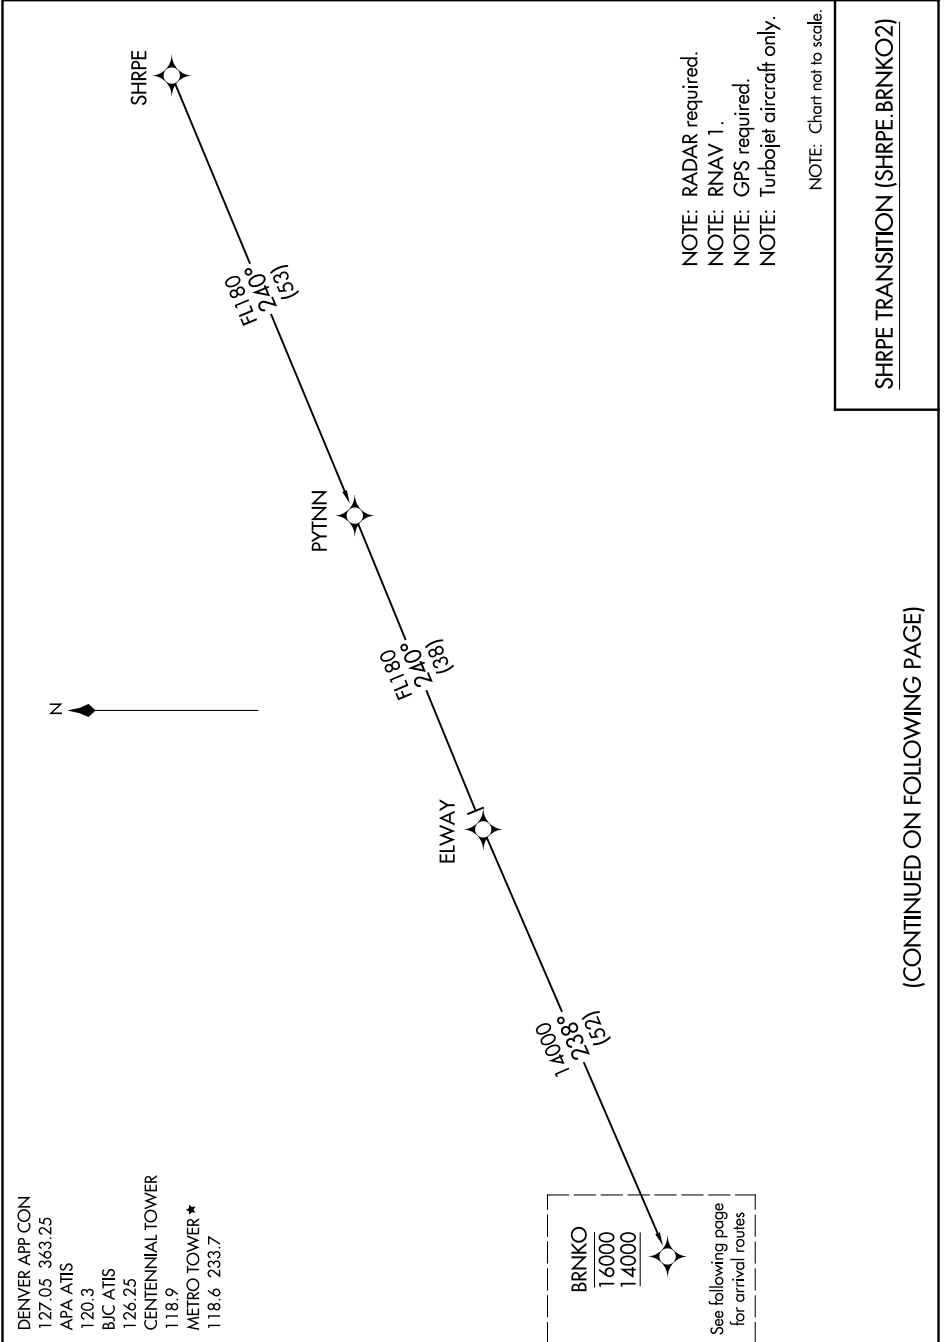 DENVER APP CON
127.05 363.25
APA ATIS
120.3
BJC ATIS
126.25
CENTENNIAL TOWER
118.9
METRO TOWER★
118.6 233.7
N
SHRPE
FL180
240°
(53)
PYTNN
FL180
240°
(38)
ELWAY
14000
238°
(52)
BRNKO
16000
14000
See following page
for arrival routes
NOTE: RADAR required.
NOTE: RNAV 1.
NOTE: GPS required.
NOTE: Turbojet aircraft only.
NOTE: Chart not to scale.
SHRPE TRANSITION (SHRPE.BRNKO2)
(CONTINUED ON FOLLOWING PAGE)